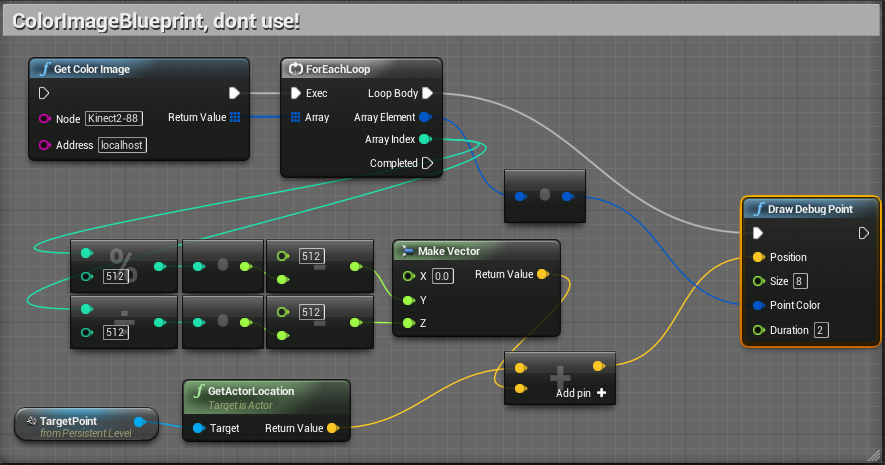 ColorImageBlueprint, dont use!
f Get Color Image
Node Kinect2-88
Return Value
Address localhost
ForEachLoop
Exec Loop Body
Array Array Element
Array Index
Completed
% 512
÷ 512
512 -
512 -
Make Vector
X 0.0 Return Value
Y
Z
f Draw Debug Point
Position
Size 8
Point Color
Duration 2
+
Add pin +
f GetActorLocation
Target is Actor
Target Return Value
TargetPoint
from Persistent Level